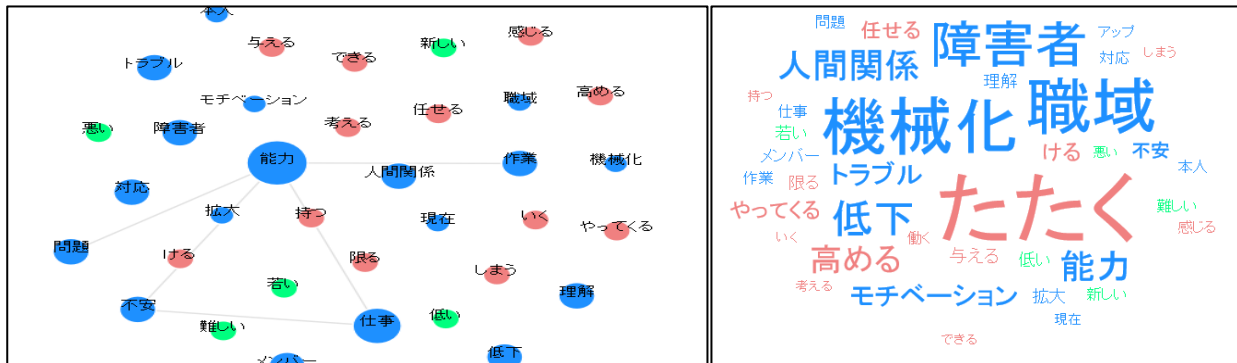 本人
与える
できる
新しい
感じる
トラブル
モチベーション
職域
高める
悪い
障害者
考える
任せる
能力
人間関係
作業
機械化
対応
拡大
持つ
現在
いく
やってくる
問題
ける
限る
しまう
若い
理解
不安
難しい
仕事
低い
メンバー
低下
問題
任せる
障害者
アップ
人間関係
対応
しまう
理解
持つ
機械化
職域
仕事
若い
ける
悪い
不安
メンバー
トラブル
本人
作業
限る
たたく
やってくる
低下
難しい
いく
働く
感じる
高める
与える
低い
能力
考える
モチベーション
拡大
新しい
現在
できる